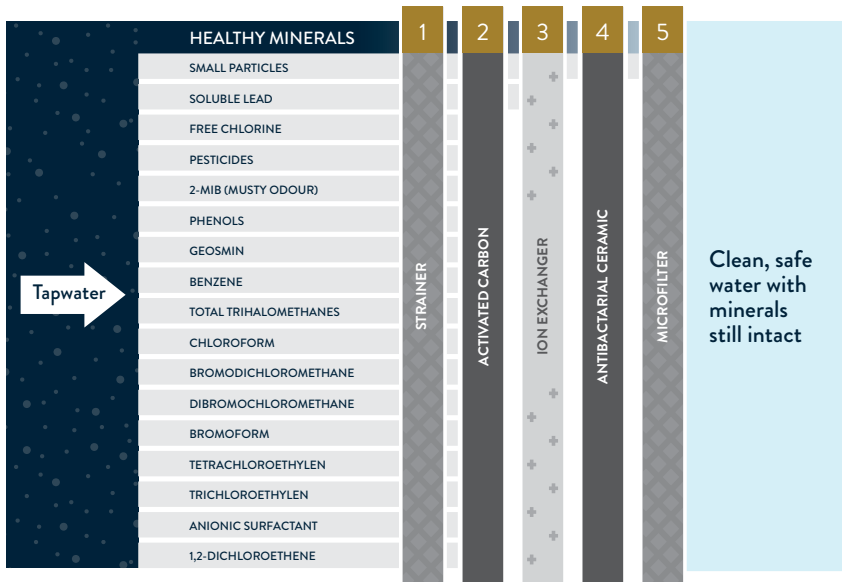 HEALTHY MINERALS
1
2
3
4
5
SMALL PARTICLES
SOLUBLE LEAD
FREE CHLORINE
PESTICIDES
2-MIB (MUSTY ODOUR)
PHENOLS
GEOSMIN
BENZENE
TOTAL TRIHALOMETHANES
CHLOROFORM
BROMODICHLOROMETHANE
DIBROMOCHLOROMETHANE
BROMOFORM
TETRACHLOROETHYLEN
TRICHLOROETHYLEN
ANIONIC SURFACTANT
1,2-DICHLOROETHENE
Tapwater
STRAINER
ACTIVATED CARBON
ION EXCHANGER
ANTIBACTARIAL CERAMIC
MICROFILTER
Clean, safe
water with
minerals
still intact